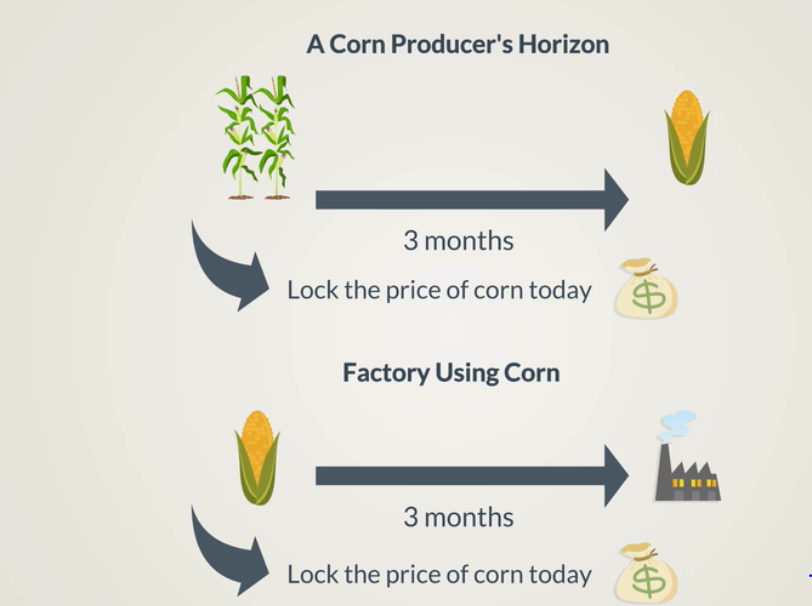 A Corn Producer's Horizon
3 months
Lock the price of corn today
$
Factory Using Corn
3 months
Lock the price of corn today
$